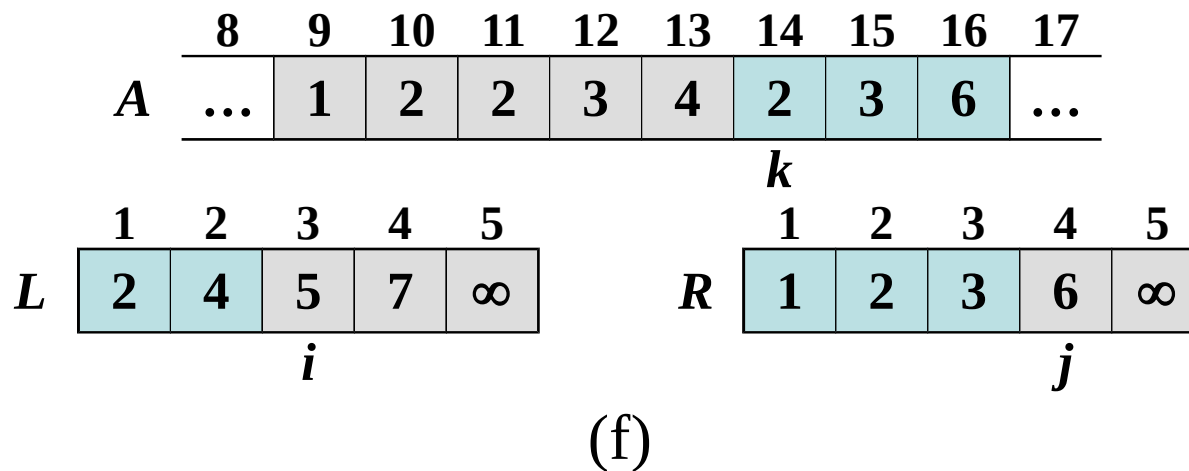 8 9 10 11 12 13 14 15 16 17
A ... 1 2 2 3 4 2 3 6 ...
k
1 2 3 4 5 1 2 3 4 5
L 2 4 5 7 ∞ R 1 2 3 6 ∞
i j
(f)